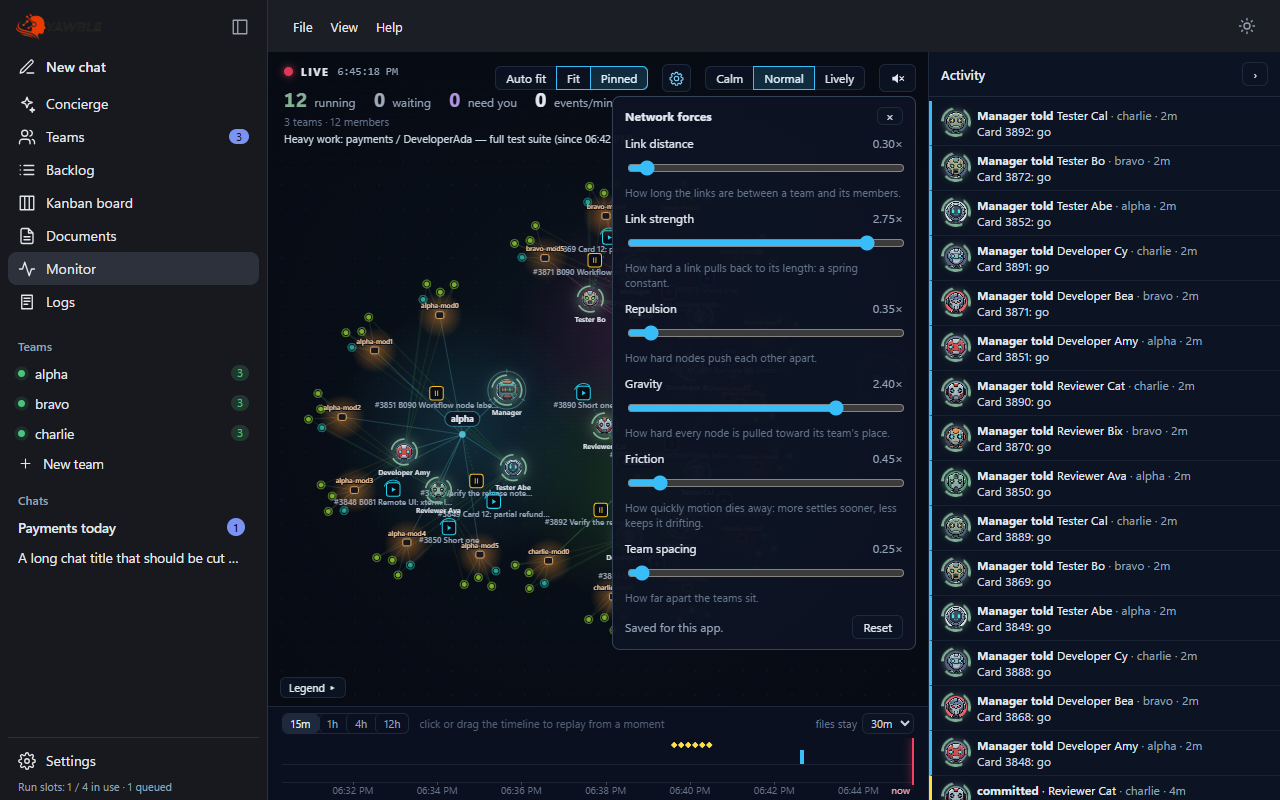 File View Help
New chat
Concierge
Teams 3
Backlog
Kanban board
Documents
Monitor
Logs
Teams
alpha 3
bravo 3
charlie 3
New team
Chats
Payments today 1
A long chat title that should be cut ...
Settings
Run slots: 1 / 4 in use · 1 queued
LIVE 6:45:18 PM
Auto fit Fit Pinned Calm Normal Lively
12 running 0 waiting 0 need you 0 events/min
3 teams · 12 members
Heavy work: payments / DeveloperAda — full test suite (since 06:42
Network forces ×
Link distance 0.30×
How long the links are between a team and its members.
Link strength 2.75×
How hard a link pulls back to its length: a spring
constant.
Repulsion 0.35×
How hard nodes push each other apart.
Gravity 2.40×
How hard every node is pulled toward its team's place.
Friction 0.45×
How quickly motion dies away: more settles sooner, less
keeps it drifting.
Team spacing 0.25×
How far apart the teams sit.
Saved for this app. Reset
bravo-m
bravo-mod5
#3871 B090 Workflow
Tester Bo
alpha-mod0
alpha-mod1
Manager
#3851 B090 Workflow node labe
#3890 Short one
alpha-mod2
alpha
Reviewer
Developer Amy
Tester Abe
alpha-mod3
#3848 B081 Remote UI: xterm
Reviewer Ava
Card 12: partial refund...
#3892 Verify the re
alpha-mod4
#3850 Short one
alpha-mod5
charlie-mod0
Legend ▸
15m 1h 4h 12h click or drag the timeline to replay from a moment files stay 30m
06:32 PM 06:34 PM 06:36 PM 06:38 PM 06:40 PM 06:42 PM 06:44 PM now
Activity ›
Manager told Tester Cal · charlie · 2m
Card 3892: go
Manager told Tester Bo · bravo · 2m
Card 3872: go
Manager told Tester Abe · alpha · 2m
Card 3852: go
Manager told Developer Cy · charlie · 2m
Card 3891: go
Manager told Developer Bea · bravo · 2m
Card 3871: go
Manager told Developer Amy · alpha · 2m
Card 3851: go
Manager told Reviewer Cat · charlie · 2m
Card 3890: go
Manager told Reviewer Bix · bravo · 2m
Card 3870: go
Manager told Reviewer Ava · alpha · 2m
Card 3850: go
Manager told Tester Cal · charlie · 2m
Card 3889: go
Manager told Tester Bo · bravo · 2m
Card 3869: go
Manager told Tester Abe · alpha · 2m
Card 3849: go
Manager told Developer Cy · charlie · 2m
Card 3888: go
Manager told Developer Bea · bravo · 2m
Card 3868: go
Manager told Developer Amy · alpha · 2m
Card 3848: go
committed · Reviewer Cat · charlie · 4m